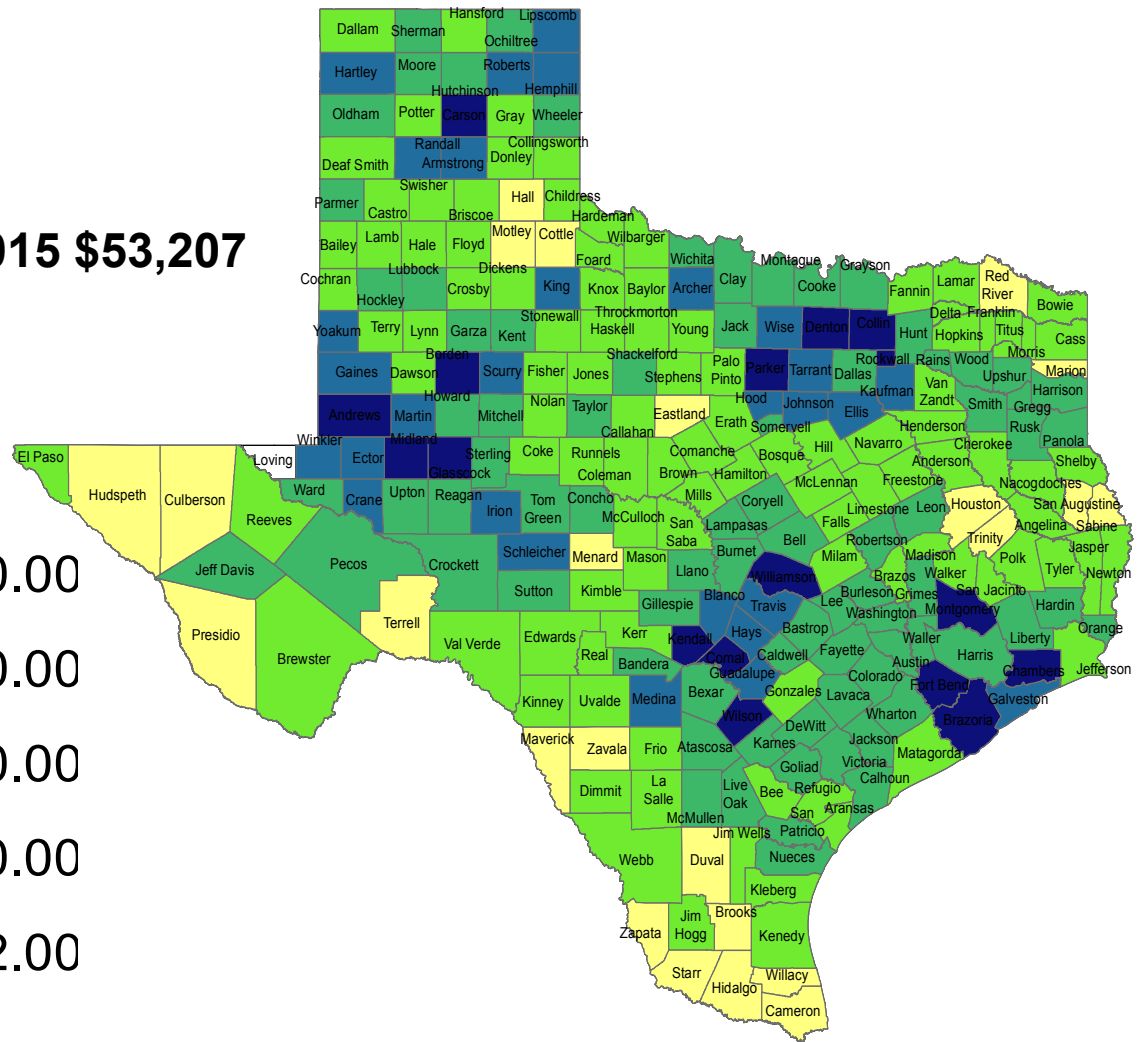 Hansford Lipscomb
Dallam Sherman
Ochiltree
Hartley Moore Roberts
Hutchinson Hemphill
Oldham Potter Carson Gray Wheeler
Randall Collingsworth
Deaf Smith Armstrong Donley
Swisher
Parmer Castro Briscoe Hall Childress
Hardeman
015 $53,207
Bailey Lamb Hale Floyd Motley Cottle Wilbarger
Foard Wichita Montague Grayson
Cochran Lubbock Dickens Clay Cooke
Hockley Crosby King Knox Baylor Archer Fannin Lamar Red
River Bowie
Stonewall Throckmorton Delta Franklin
Yoakum Terry Lynn Garza Kent Haskell Young Jack Wise Denton Collin Hunt Hopkins Titus Cass
Borden Shackelford Rockwall Rains Wood Morris
Gaines Dawson Scurry Fisher Jones Stephens Palo
Pinto Parker Tarrant Dallas Kaufman Van
Zandt Upshur Marion
Harrison
Howard Nolan Hood
Andrews Martin Mitchell Taylor Eastland Erath Johnson Ellis Smith Gregg
Callahan Somervell Henderson Rusk
Winkler Midland Hill Navarro Cherokee Panola
El Paso Loving Ector Glasscock Sterling Coke Runnels Comanche Bosque Anderson Shelby
Coleman Brown Hamilton McLennan Freestone Nacogdoches
Hudspeth Culberson Ward Crane Upton Reagan Irion Tom
Green Concho Mills Coryell Limestone Leon Houston San
Augustine
Reeves McCulloch San
Saba Lampasas Falls Angelina Sabine
Bell Robertson Trinity
0.00
Jeff Davis Pecos Crockett Schleicher Menard Mason Llano Burnet Milam Madison Polk Jasper
Williamson Brazos Walker Tyler Newton
Sutton Kimble Blanco Burleson Grimes San Jacinto
Gillespie Travis Lee Washington Montgomery Hardin
Presidio Terrell Edwards Kerr Kendall Hays Bastrop Waller Liberty Orange
0.00
Brewster Val Verde Real Bandera Comal Caldwell Fayette Austin Harris Chambers Jefferson
Guadalupe Colorado Fort Bend
Kinney Uvalde Medina Bexar Gonzales Lavaca Galveston
Wilson Wharton Brazoria
Maverick Zavala Frio Atascosa Karnes DeWitt Jackson Matagorda
0.00
Goliad Victoria
Dimmit La
Salle Live
Oak Bee Refugio Calhoun
McMullen San
Patricio Aransas
Jim Wells
0.00
Webb Duval Nueces
Kleberg
Zapata Jim
Hogg Brooks Kenedy
2.00
Starr Hidalgo Willacy
Cameron